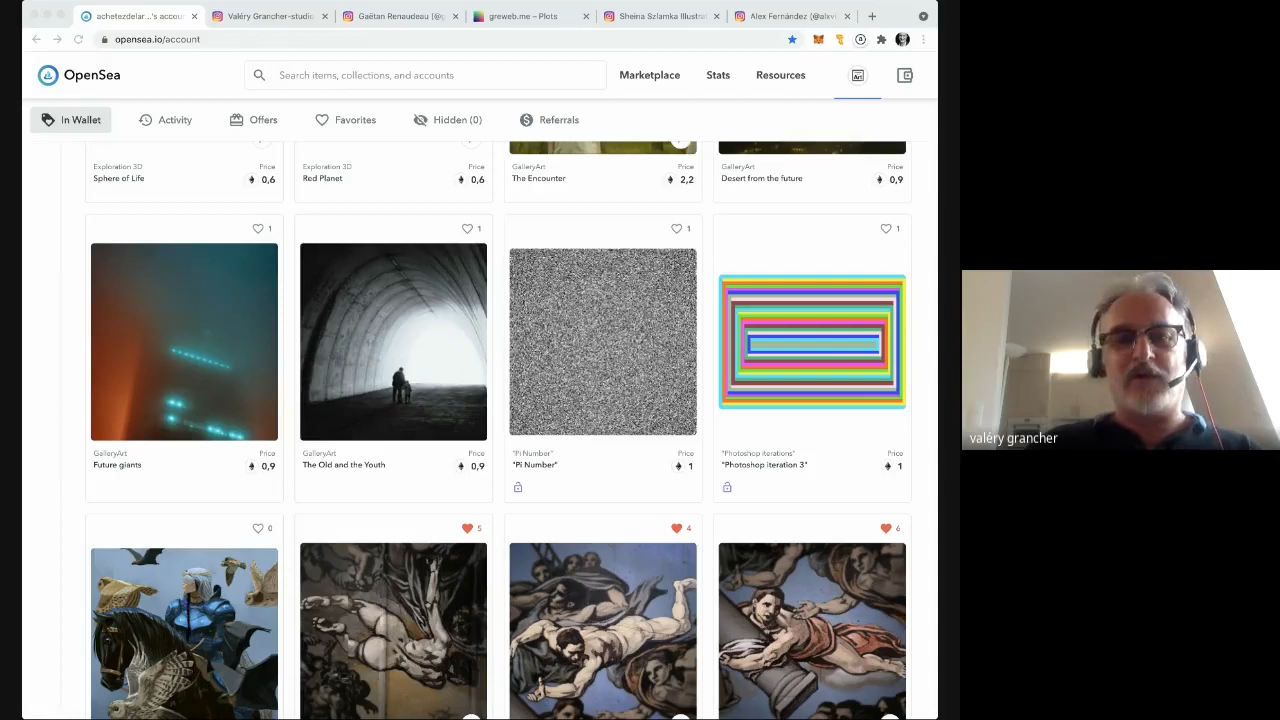 achetezdelar...'s accou
Valéry Grancher-studio
Gaëtan Renaudeau (@g
greweb.me – Plots
Sheina Szlamka Illustrat
Alex Fernández (@alxvi
opensea.io/account
OpenSea
Search items, collections, and accounts
Marketplace
Stats
Resources
In Wallet
Activity
Offers
Favorites
Hidden (0)
Referrals
Exploration 3D Price
Sphere of Life 0,6
Exploration 3D Price
Red Planet 0,6
GalleryArt Price
The Encounter 2,2
GalleryArt Price
Desert from the future 0,9
1
1
1
1
GalleryArt Price
Future giants 0,9
GalleryArt Price
The Old and the Youth 0,9
"Pi Number" Price
"Pi Number" 1
"Photoshop iterations" Price
"Photoshop iteration 3" 1
0
5
4
6
valéry grancher